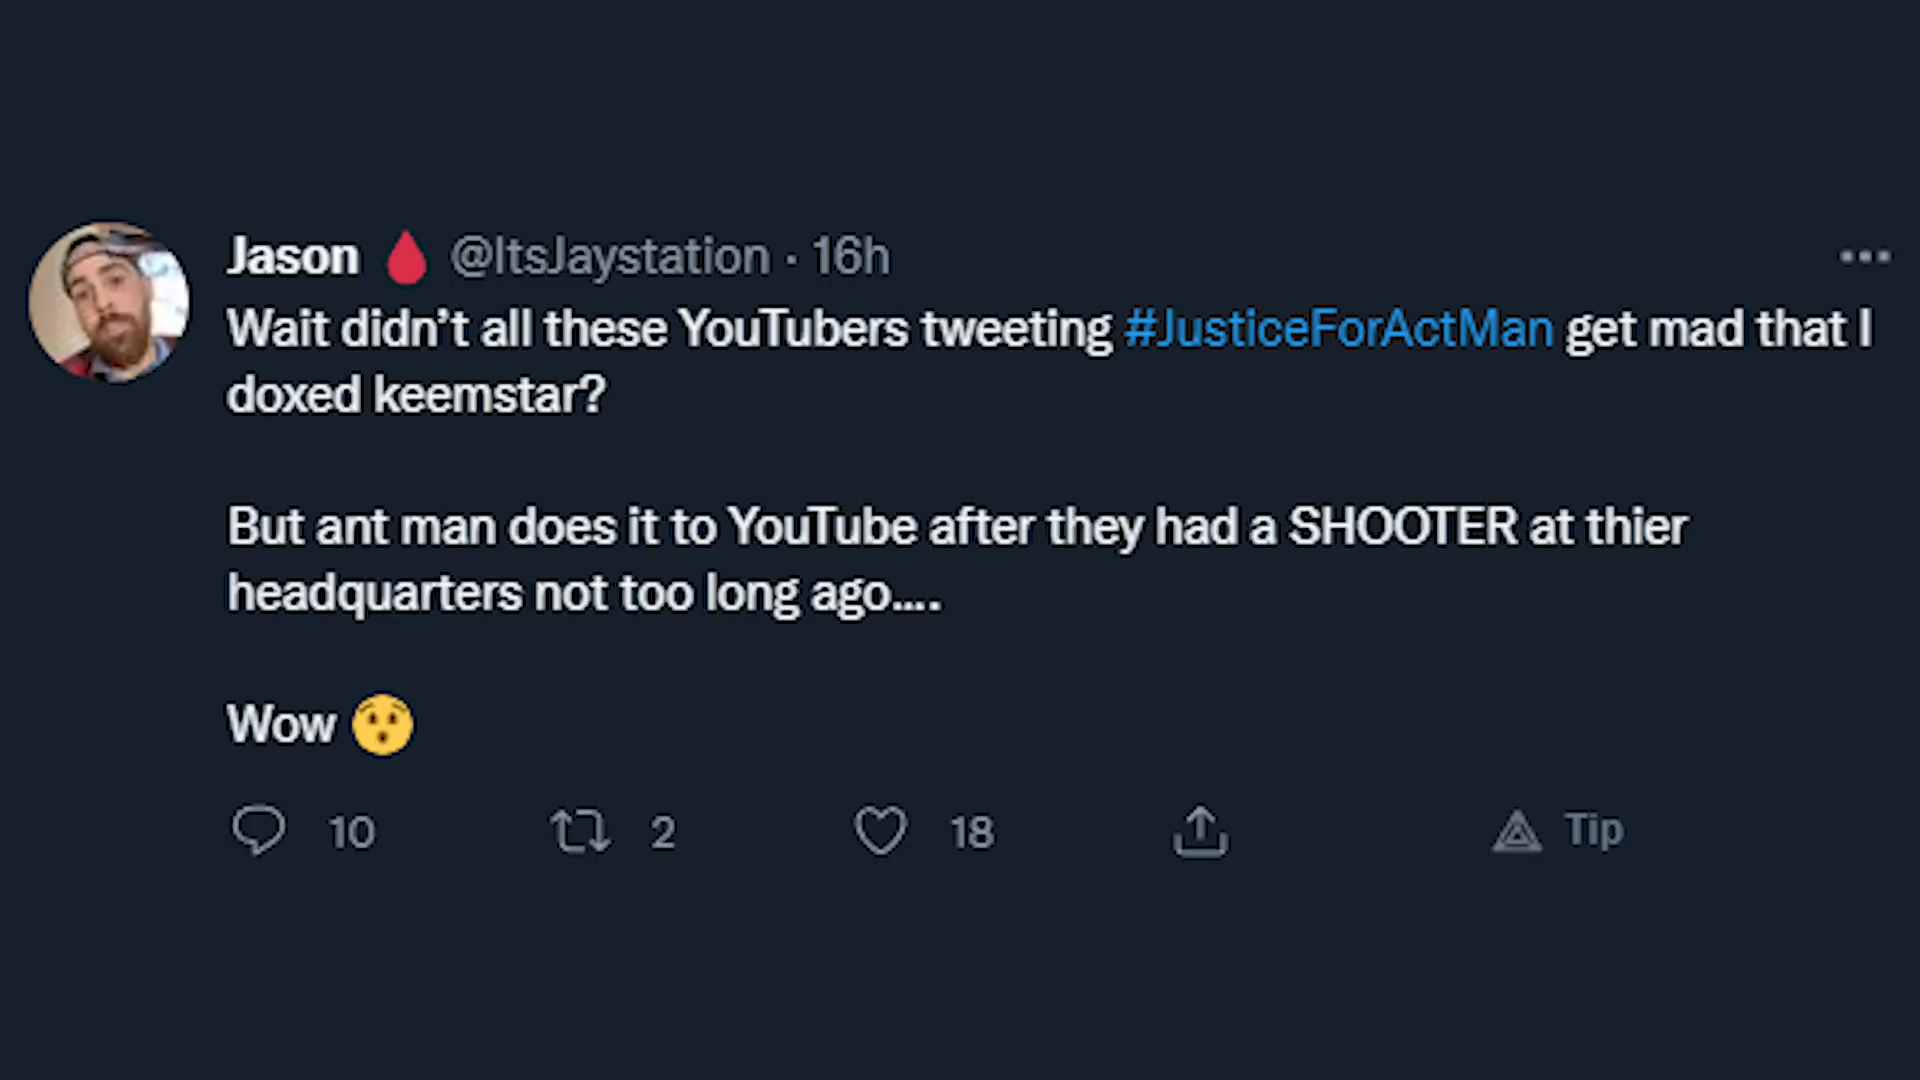 Jason 🩸 @ItsJaystation · 16h
Wait didn’t all these YouTubers tweeting #JusticeForActMan get mad that I
doxed keemstar?
But ant man does it to YouTube after they had a SHOOTER at thier
headquarters not too long ago....
Wow 😯
10 2 18 Tip